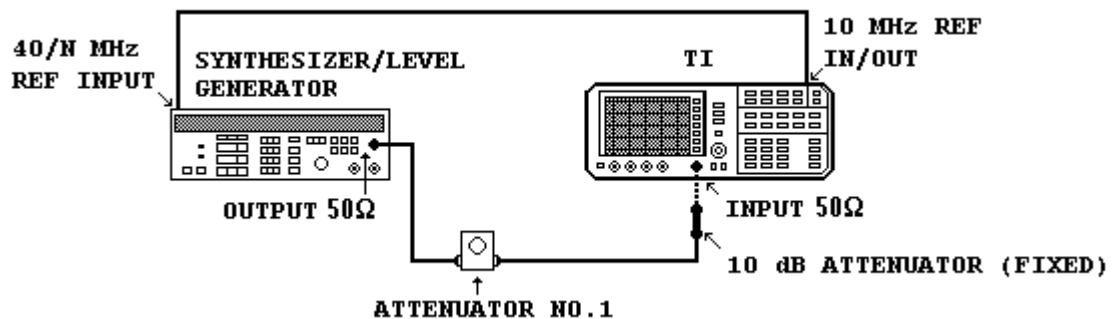 40/N MHz
REF INPUT
SYNTHESIZER/LEVEL
GENERATOR
TI
10 MHz REF
IN/OUT
OUTPUT 50Ω
INPUT 50Ω
10 dB ATTENUATOR (FIXED)
ATTENUATOR NO.1